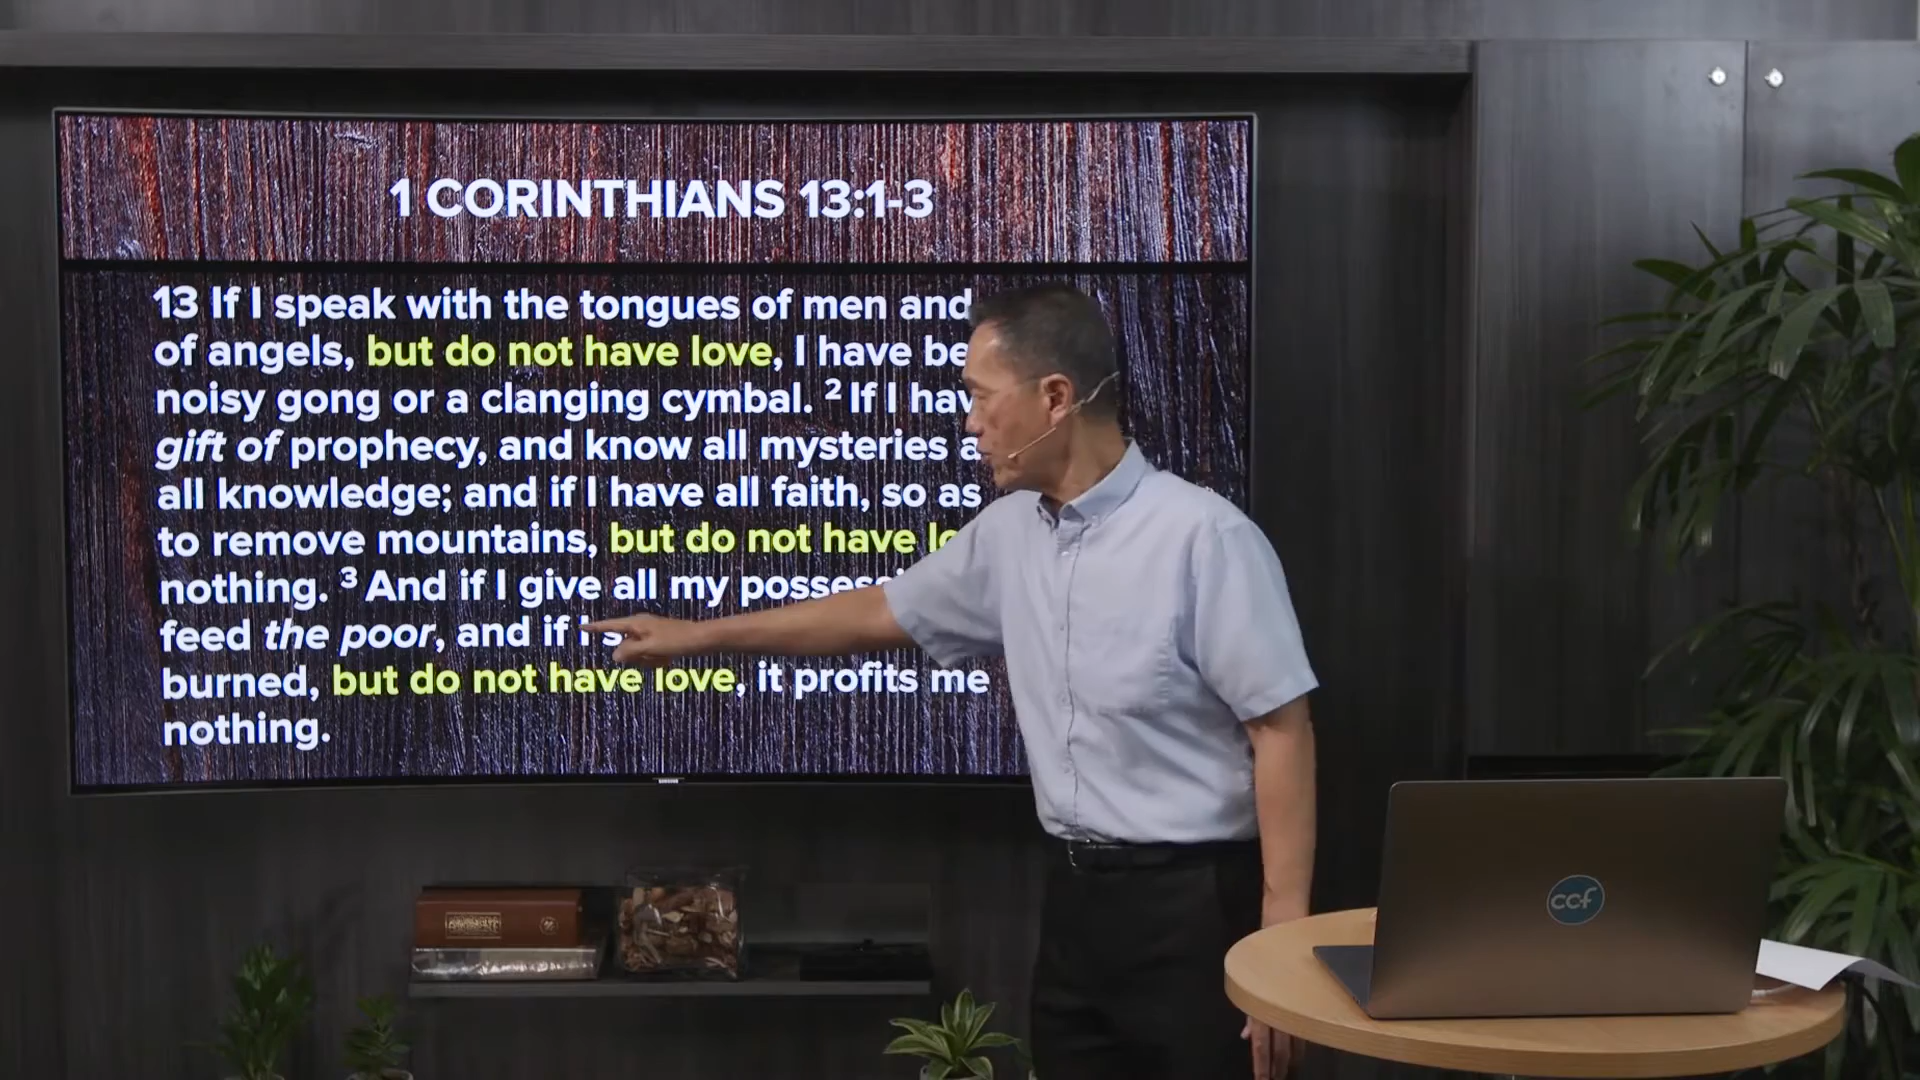 1 CORINTHIANS 13:1-3
13 If I speak with the tongues of men and
of angels, but do not have love, I have be
noisy gong or a clanging cymbal. 2 If I hav
gift of prophecy, and know all mysteries a
all knowledge; and if I have all faith, so as
to remove mountains, but do not have lo
nothing. 3 And if I give all my possessi
feed the poor, and if I s
burned, but do not have love, it profits me
nothing.
SAMSUNG
ccf